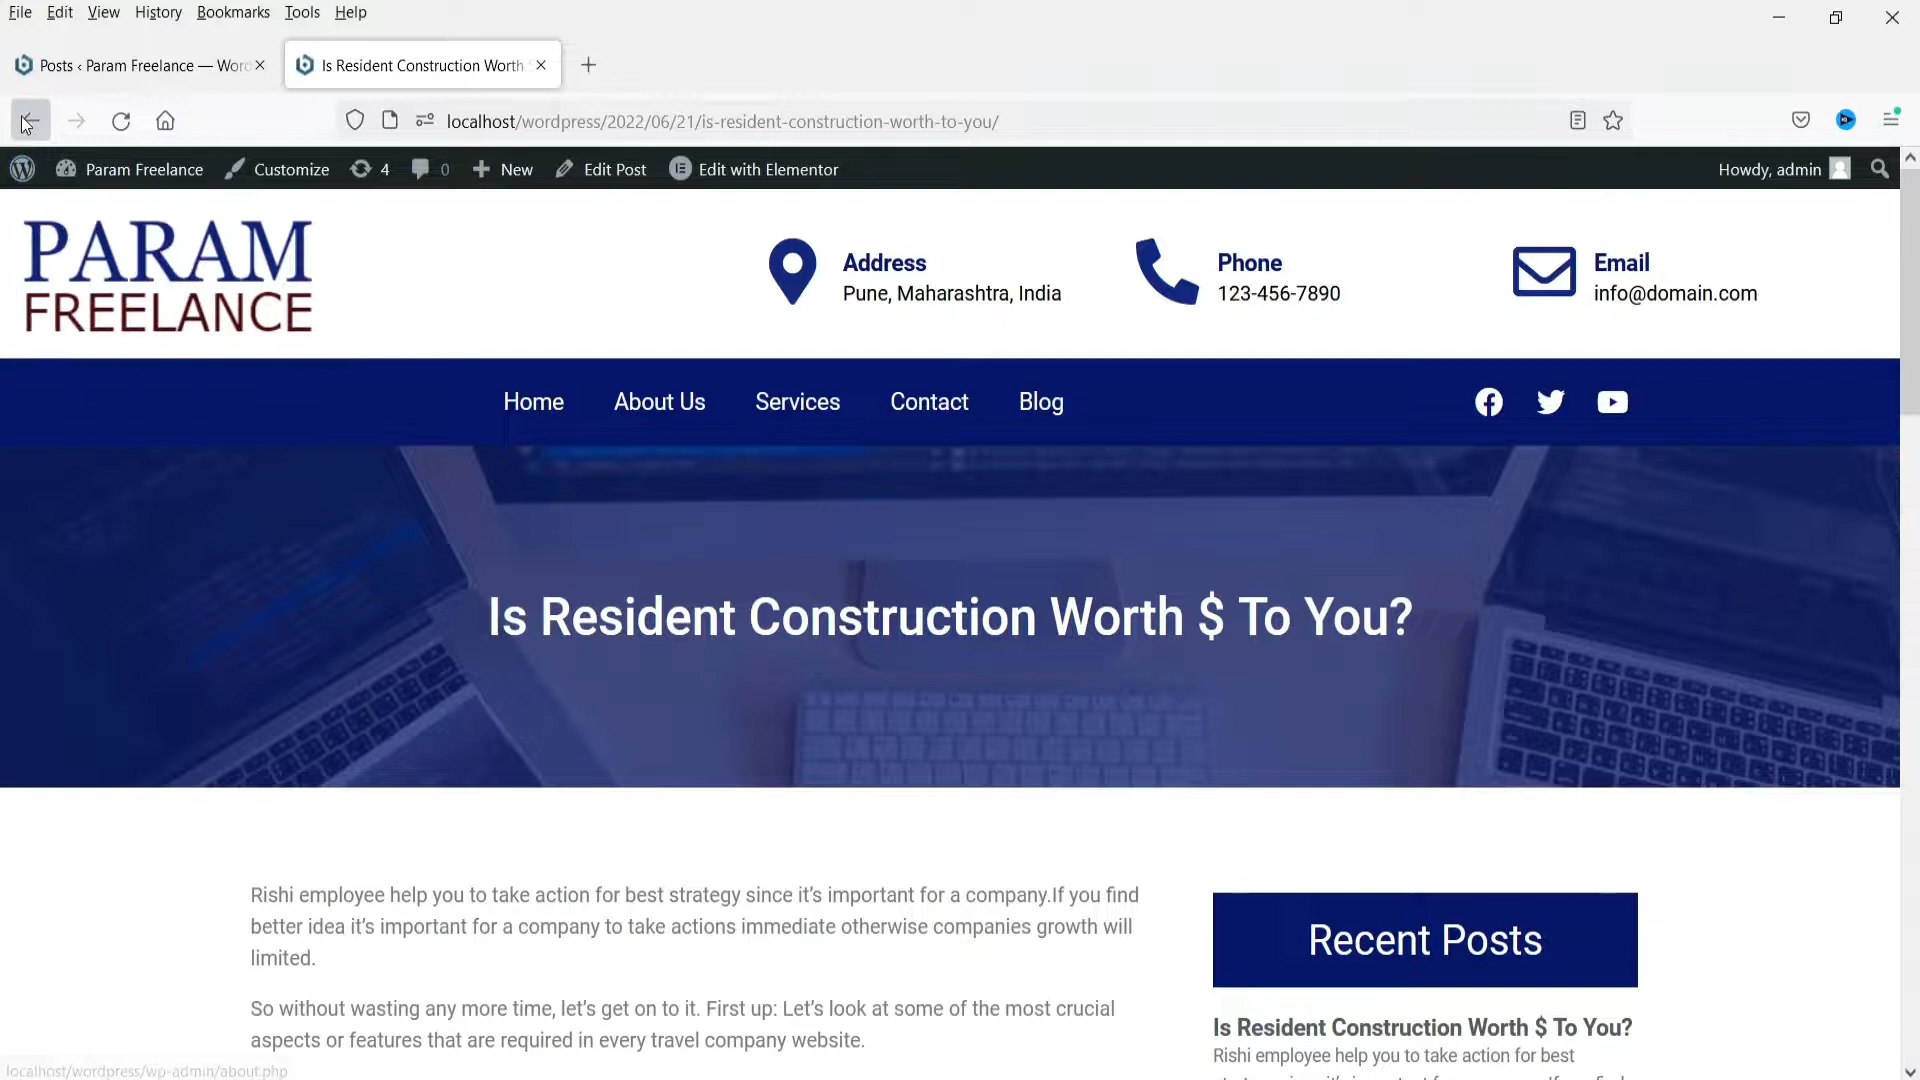 File Edit View History Bookmarks Tools Help
Posts ‹ Param Freelance — Word
Is Resident Construction Worth $
localhost/wordpress/2022/06/21/is-resident-construction-worth-to-you/
Param Freelance Customize 4 0 New Edit Post Edit with Elementor Howdy, admin
PARAM
FREELANCE
Address
Pune, Maharashtra, India
Phone
123-456-7890
Email
info@domain.com
Home About Us Services Contact Blog
Is Resident Construction Worth $ To You?
Rishi employee help you to take action for best strategy since it’s important for a company.If you find
better idea it’s important for a company to take actions immediate otherwise companies growth will
limited.
So without wasting any more time, let’s get on to it. First up: Let’s look at some of the most crucial
aspects or features that are required in every travel company website.
Recent Posts
Is Resident Construction Worth $ To You?
Rishi employee help you to take action for best
localhost/wordpress/wp-admin/about.php